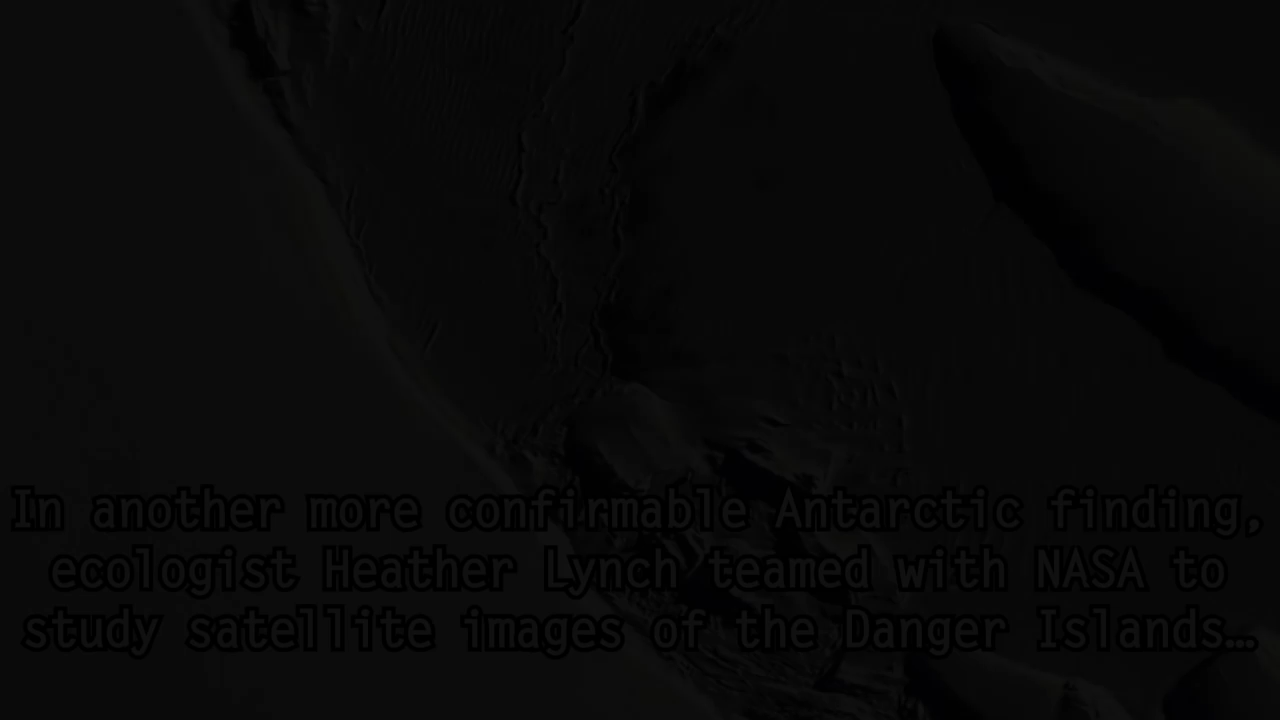 In another more confirmable Antarctic finding,
ecologist Heather Lynch teamed with NASA to
study satellite images of the Danger Islands…